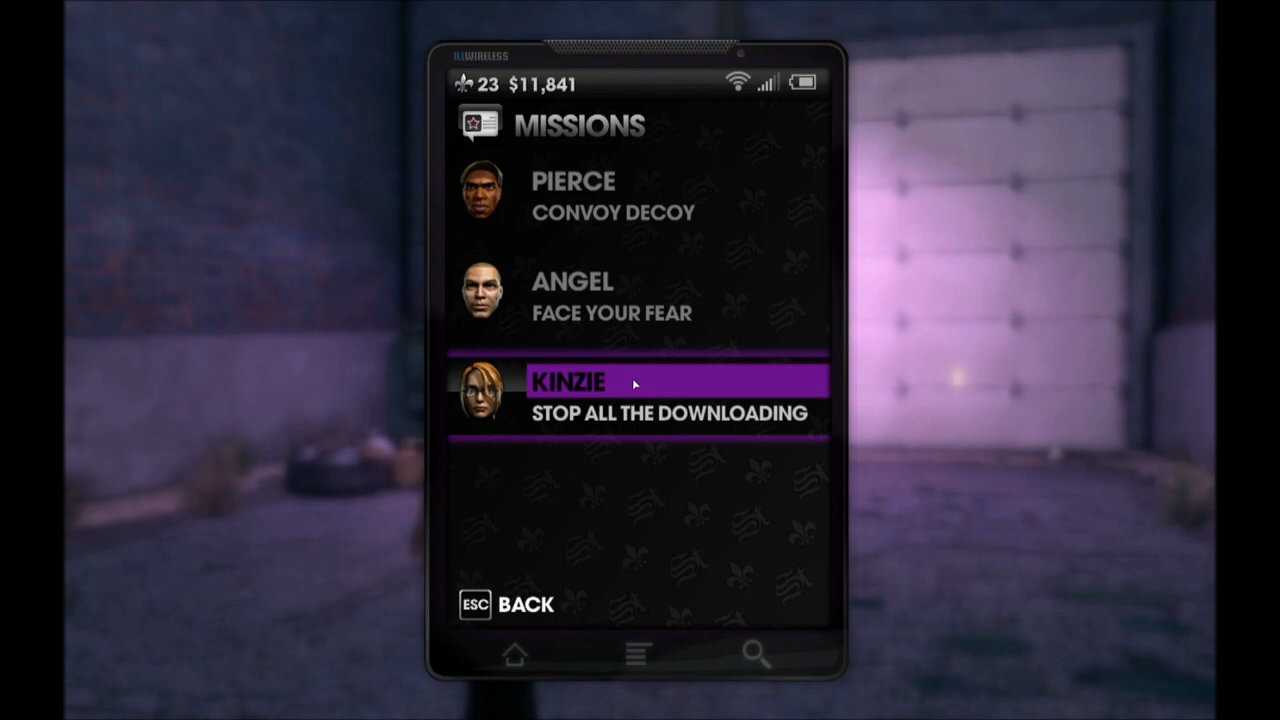 ILLWIRELESS
23 $11,841
MISSIONS
PIERCE
CONVOY DECOY
ANGEL
FACE YOUR FEAR
KINZIE
STOP ALL THE DOWNLOADING
ESC BACK